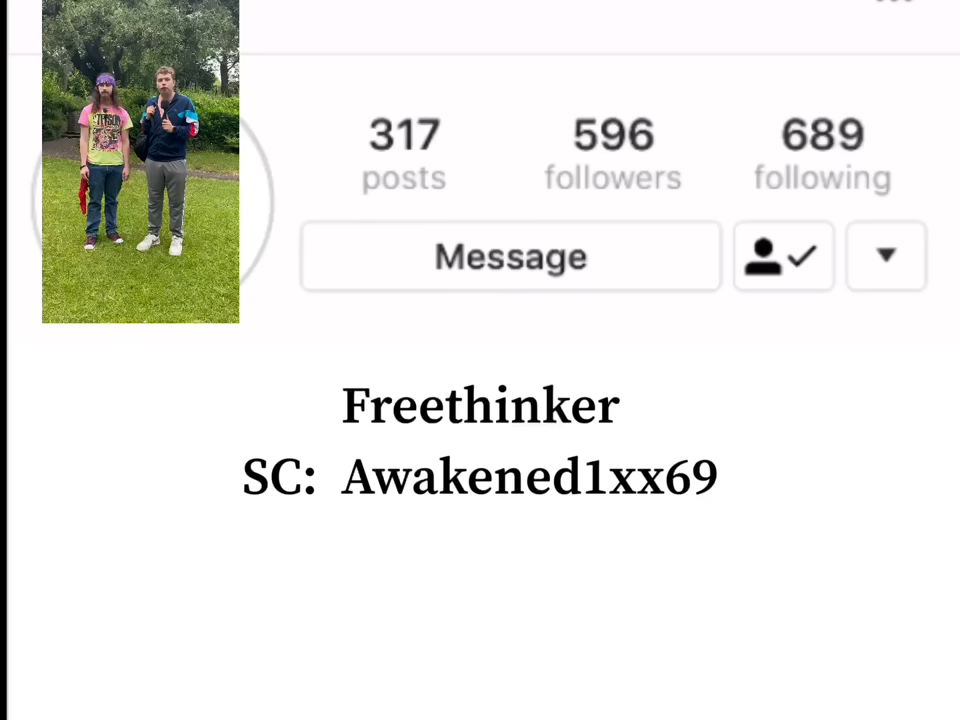 317 596 689
posts followers following
Message
Freethinker
SC: Awakened1xx69